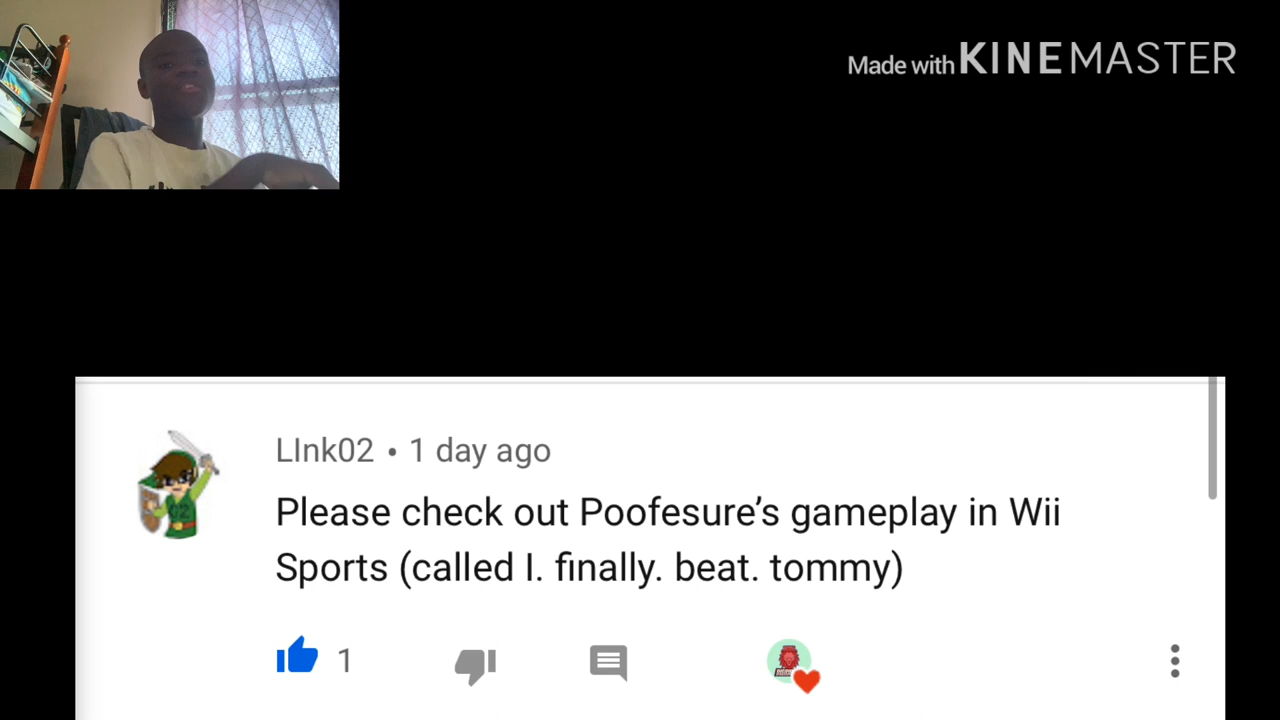 Made with KINEMASTER
LInk02 • 1 day ago
Please check out Poofesure’s gameplay in Wii
Sports (called I. finally. beat. tommy)
1